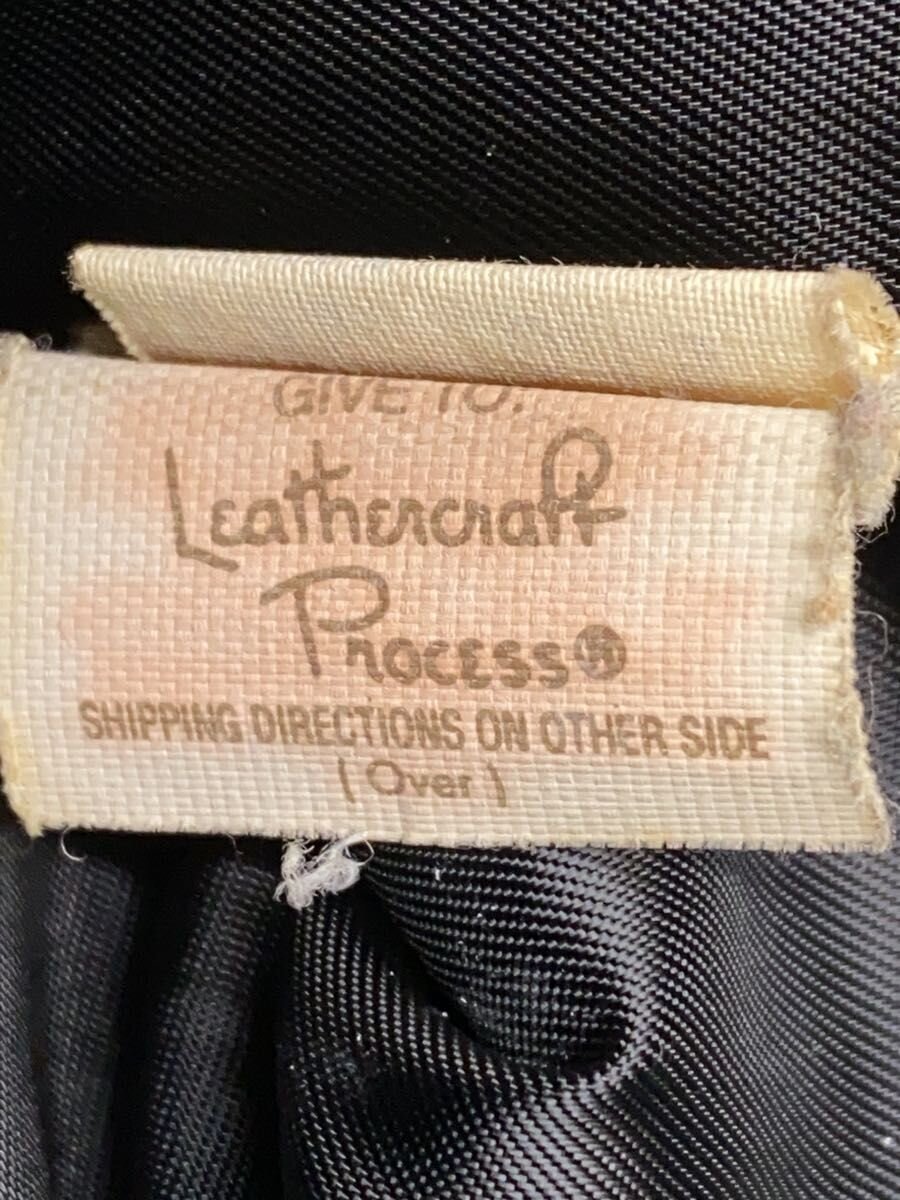 GIVE TO:
Leathercraft
Process®
SHIPPING DIRECTIONS ON OTHER SIDE
(Over)